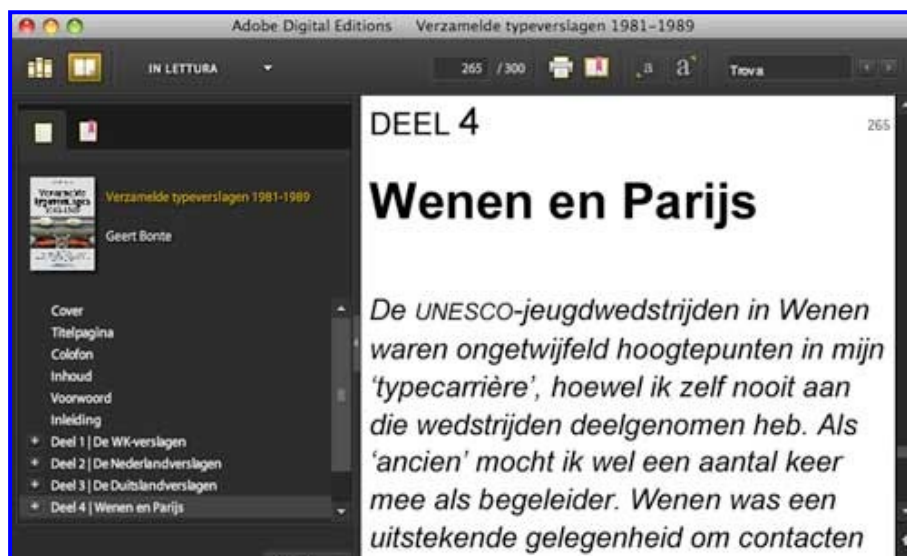 Adobe Digital Editions Verzamelde typeverslagen 1981–1989
IN LETTURA 265 / 300 a a Trova
Verzamelde typeverslagen 1981-1989
Geert Bonte
Cover
Titelpagina
Colofon
Inhoud
Voorwoord
Inleiding
Deel 1 | De WK-verslagen
Deel 2 | De Nederlandverslagen
Deel 3 | De Duitslandverslagen
Deel 4 | Wenen en Parijs
DEEL 4 265
Wenen en Parijs
De UNESCO-jeugdwedstrijden in Wenen
waren ongetwijfeld hoogtepunten in mijn
‘typecarrière’, hoewel ik zelf nooit aan
die wedstrijden deelgenomen heb. Als
‘ancien’ mocht ik wel een aantal keer
mee als begeleider. Wenen was een
uitstekende gelegenheid om contacten